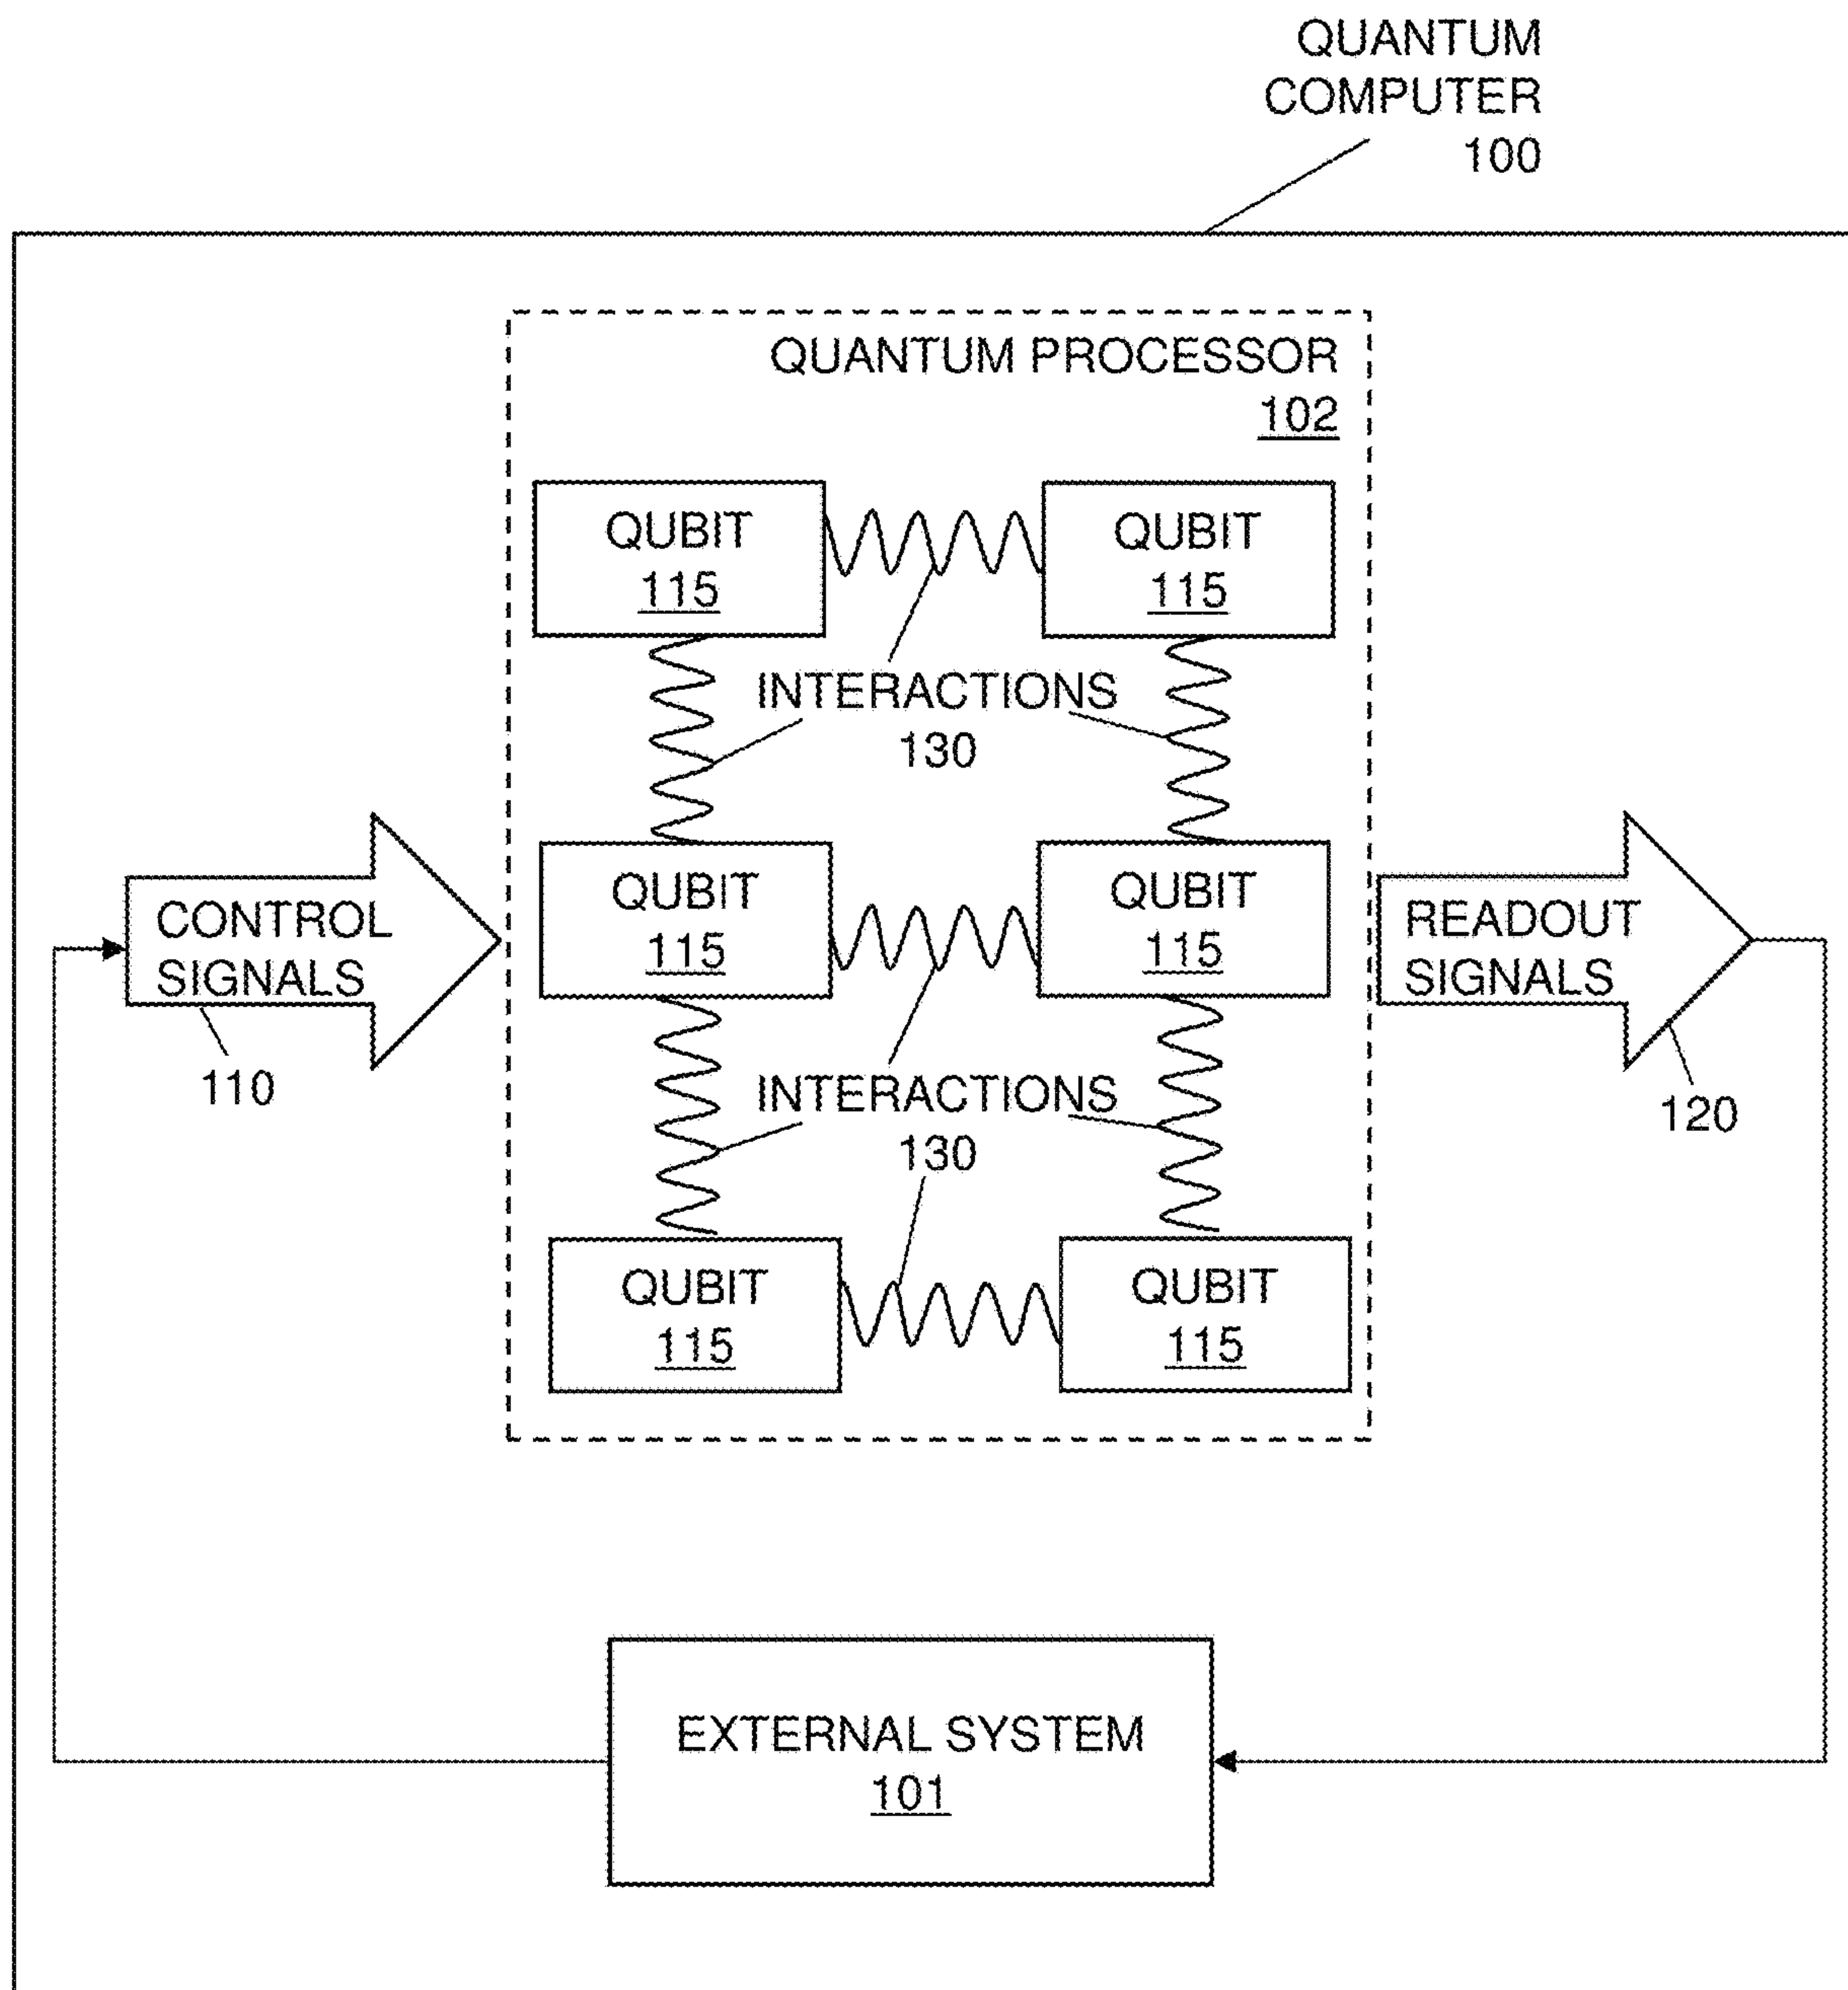 QUANTUM
COMPUTER
100
QUANTUM PROCESSOR
102
QUBIT
115
QUBIT
115
INTERACTIONS
130
CONTROL
SIGNALS
110
QUBIT
115
QUBIT
115
READOUT
SIGNALS
120
INTERACTIONS
130
QUBIT
115
QUBIT
115
EXTERNAL SYSTEM
101